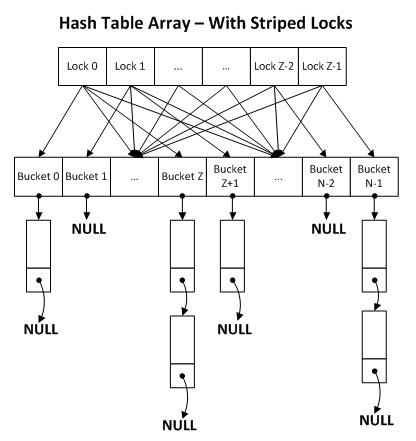 Hash Table Array – With Striped Locks
Lock 0 Lock 1 ... ... Lock Z-2 Lock Z-1
Bucket 0 Bucket 1 ... Bucket Z Bucket Z+1 ... Bucket N-2 Bucket N-1
NULL NULL
NULL NULL
NULL NULL